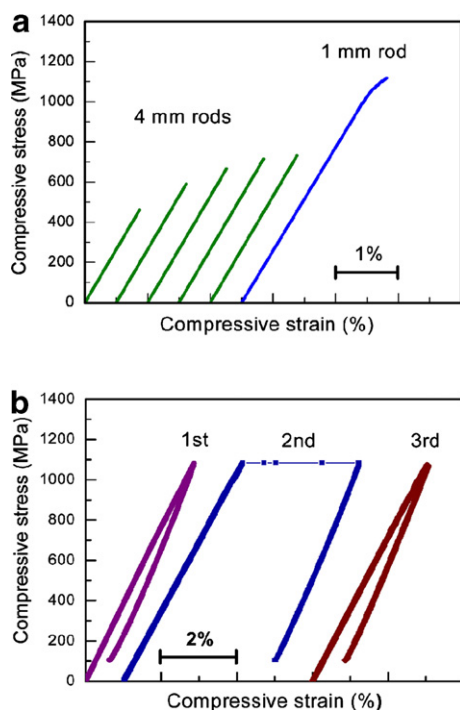 a
1400
1200
1000
800
600
400
200
0
Compressive stress (MPa)
4 mm rods
1 mm rod
1%
Compressive strain (%)
b
1400
1200
1000
800
600
400
200
0
Compressive stress (MPa)
1st
2nd
3rd
2%
Compressive strain (%)